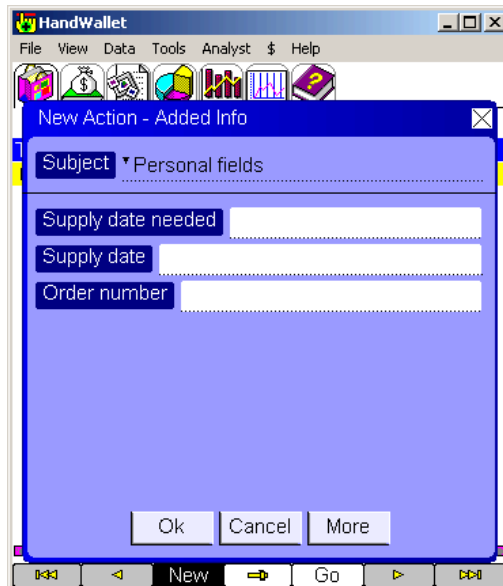 HandWallet
File View Data Tools Analyst $ Help
New Action - Added Info
Subject Personal fields
Supply date needed
Supply date
Order number
Ok Cancel More
New Go